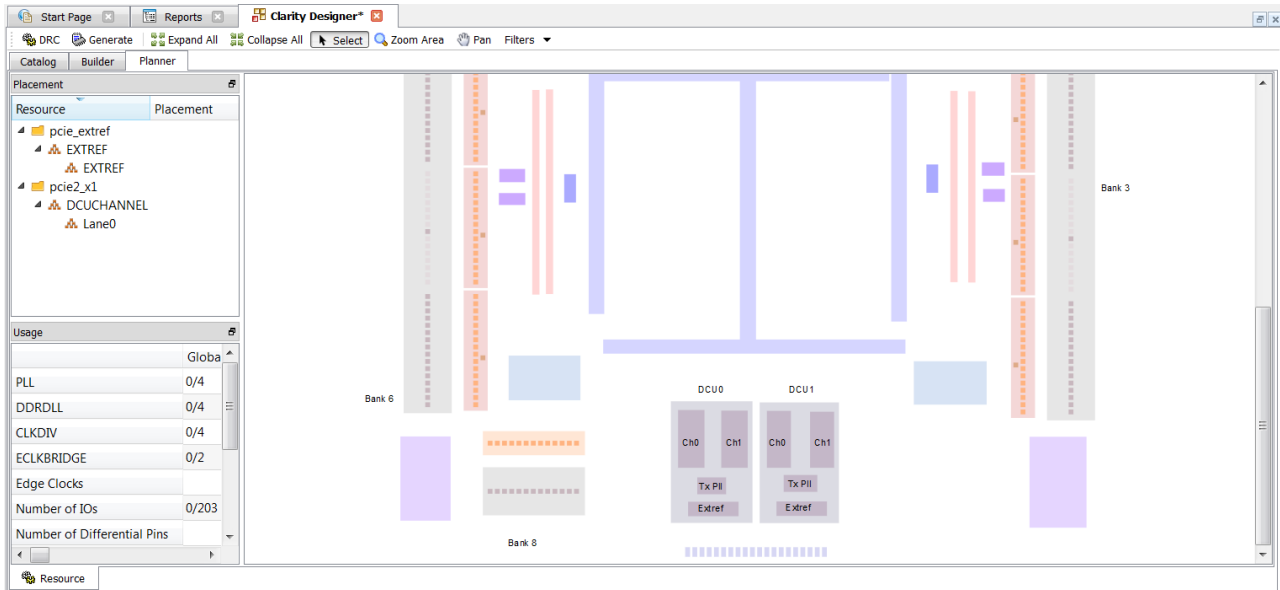 Start Page Reports Clarity Designer*
DRC Generate Expand All Collapse All Select Zoom Area Pan Filters
Catalog Builder Planner
Placement
Resource Placement
pcie_extref
EXTREF
EXTREF
pcie2_x1
DCUCHANNEL
Lane0
Usage
Globa
PLL 0/4
DDRDLL 0/4
CLKDIV 0/4
ECLKBRIDGE 0/2
Edge Clocks
Number of IOs 0/203
Number of Differential Pins
Resource
Bank 3
Bank 6
DCU0 DCU1
Ch0 Ch1 Ch0 Ch1
Tx Pll Tx Pll
Extref Extref
Bank 8